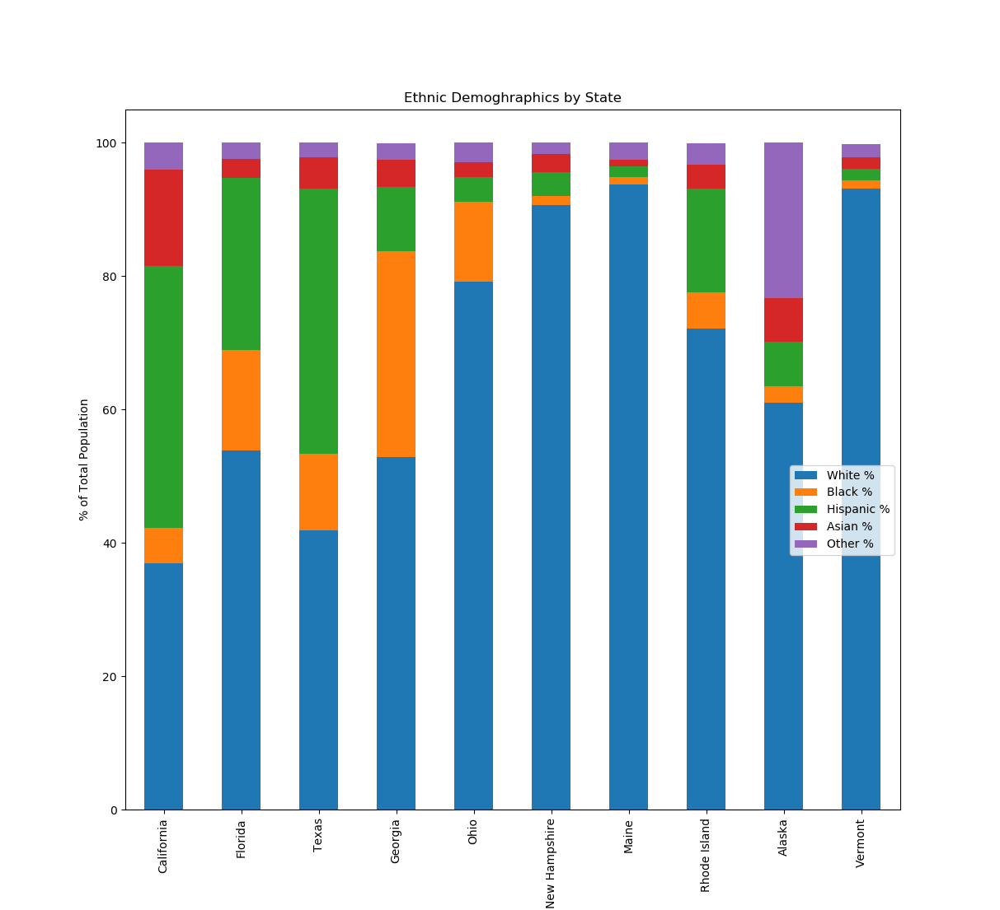 Ethnic Demoghraphics by State
% of Total Population
100
80
60
40
20
0
White %
Black %
Hispanic %
Asian %
Other %
California
Florida
Texas
Georgia
Ohio
New Hampshire
Maine
Rhode Island
Alaska
Vermont